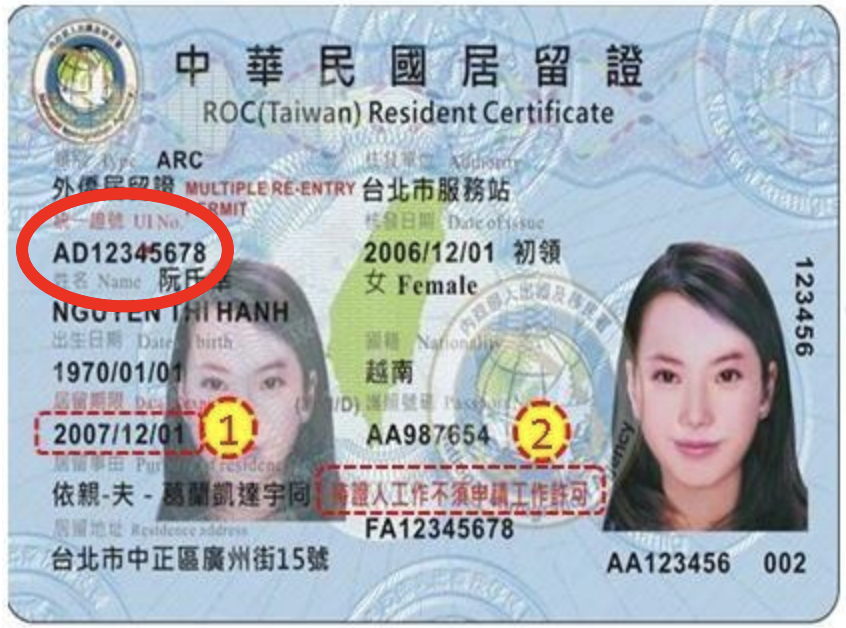 中華民國居留證
ROC(Taiwan) Resident Certificate
類別 Type ARC
核發單位 Authority
外僑居留證 MULTIPLE RE-ENTRY PERMIT
台北市服務站
統一證號 UI No.
核發日期 Date of issue
AD12345678
2006/12/01 初領
姓名 Name 阮氏
女 Female
NGUYEN THI HANH
出生日期 Date birth
國籍 Nationality
1970/01/01
越南
居留期限
護照號碼 Passport
2007/12/01
1
AA987654
2
居留事由 Purpose of residence
依親-夫-葛蘭凱達宇同
持證人工作不須申請工作許可
居留地址 Residence address
FA12345678
台北市中正區廣州街15號
123456
AA123456 002